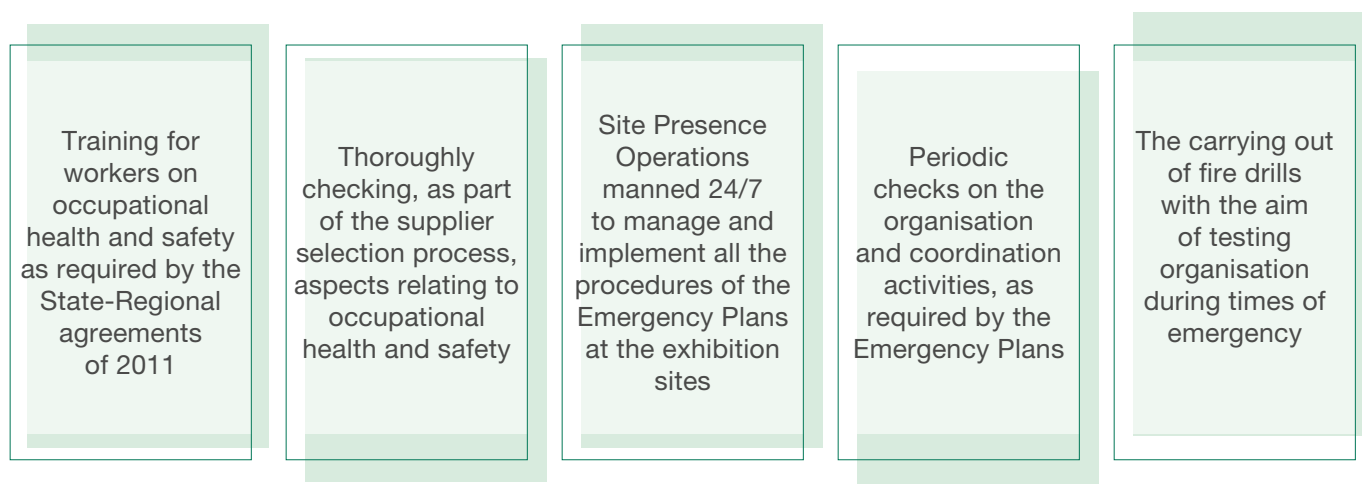 Training for
workers on
occupational
health and safety
as required by the
State-Regional
agreements
of 2011
Thoroughly
checking, as part
of the supplier
selection process,
aspects relating to
occupational
health and safety
Site Presence
Operations
manned 24/7
to manage and
implement all the
procedures of the
Emergency Plans
at the exhibition
sites
Periodic
checks on the
organisation
and coordination
activities, as
required by the
Emergency Plans
The carrying out
of fire drills
with the aim
of testing
organisation
during times of
emergency